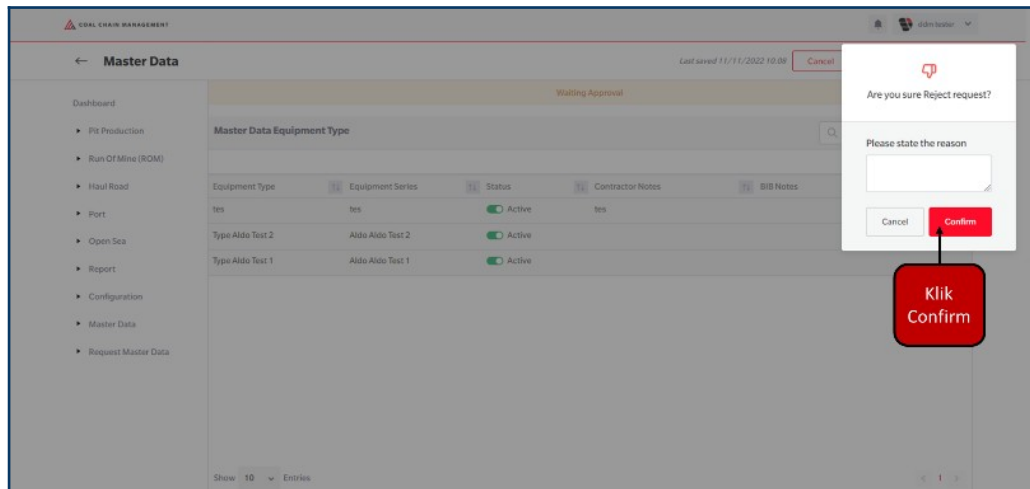 COAL CHAIN MANAGEMENT
ddm tester
← Master Data
Last saved 11/11/2022 10.08
Cancel
Are you sure Reject request?
Please state the reason
Cancel
Confirm
Klik
Confirm
Waiting Approval
Dashboard
Pit Production
Run Of Mine (ROM)
Haul Road
Port
Open Sea
Report
Configuration
Master Data
Request Master Data
Master Data Equipment Type
Equipment Type Equipment Series Status Contractor Notes BIB Notes
tes tes Active tes
Type Aldo Test 2 Aldo Aldo Test 2 Active
Type Aldo Test 1 Aldo Aldo Test 1 Active
Show 10 Entries
< 1 >